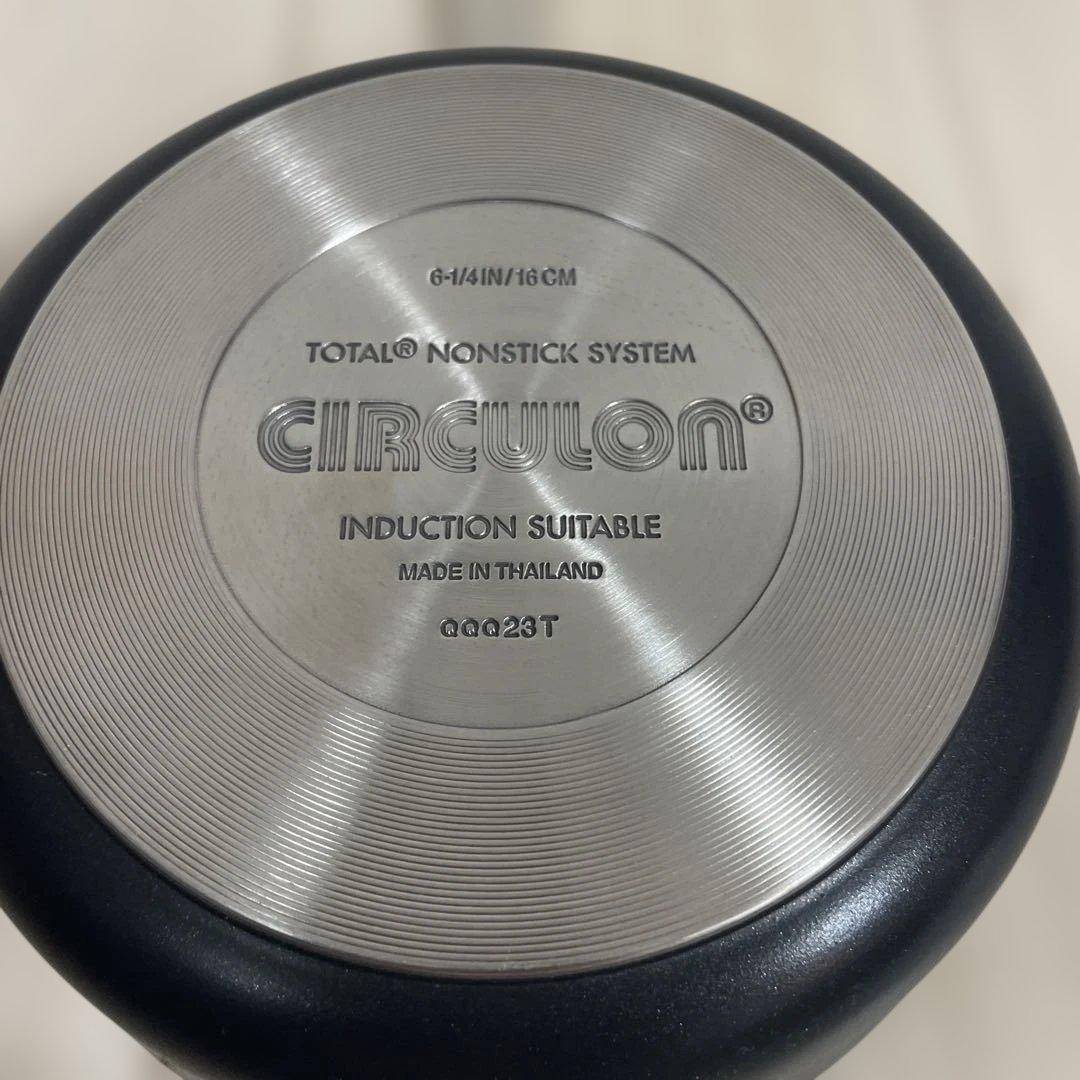 6-1/4IN/16CM
TOTAL® NONSTICK SYSTEM
CIRCULON®
INDUCTION SUITABLE
MADE IN THAILAND
QQQ23T